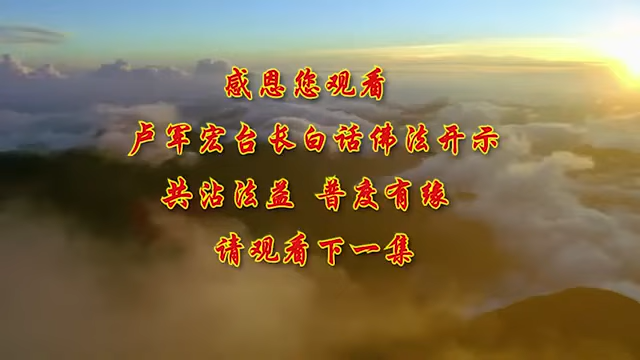 感恩您观看
卢军宏台长白话佛法开示
共沾法益 普度有缘
请观看下一集